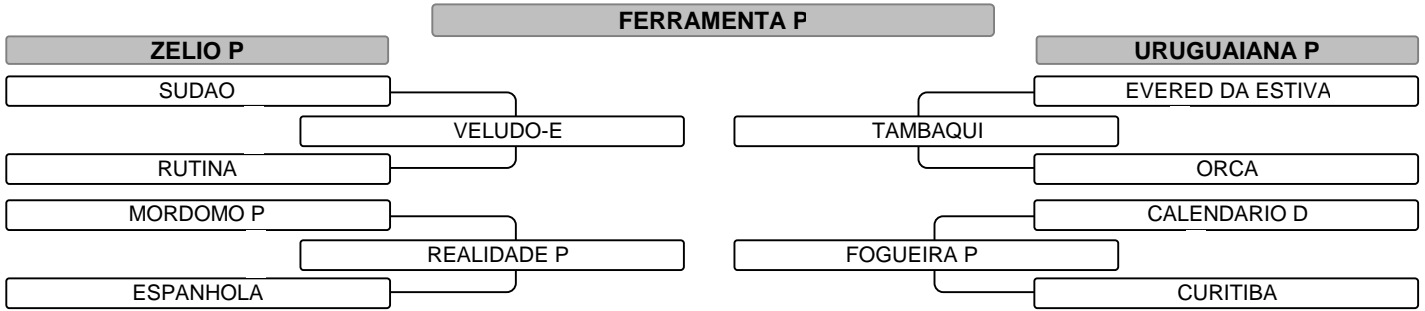 FERRAMENTA P
ZELIO P
URUGUAIANA P
SUDAO
EVERED DA ESTIVA
VELUDO-E
TAMBAQUI
RUTINA
ORCA
MORDOMO P
CALENDARIO D
REALIDADE P
FOGUEIRA P
ESPANHOLA
CURITIBA